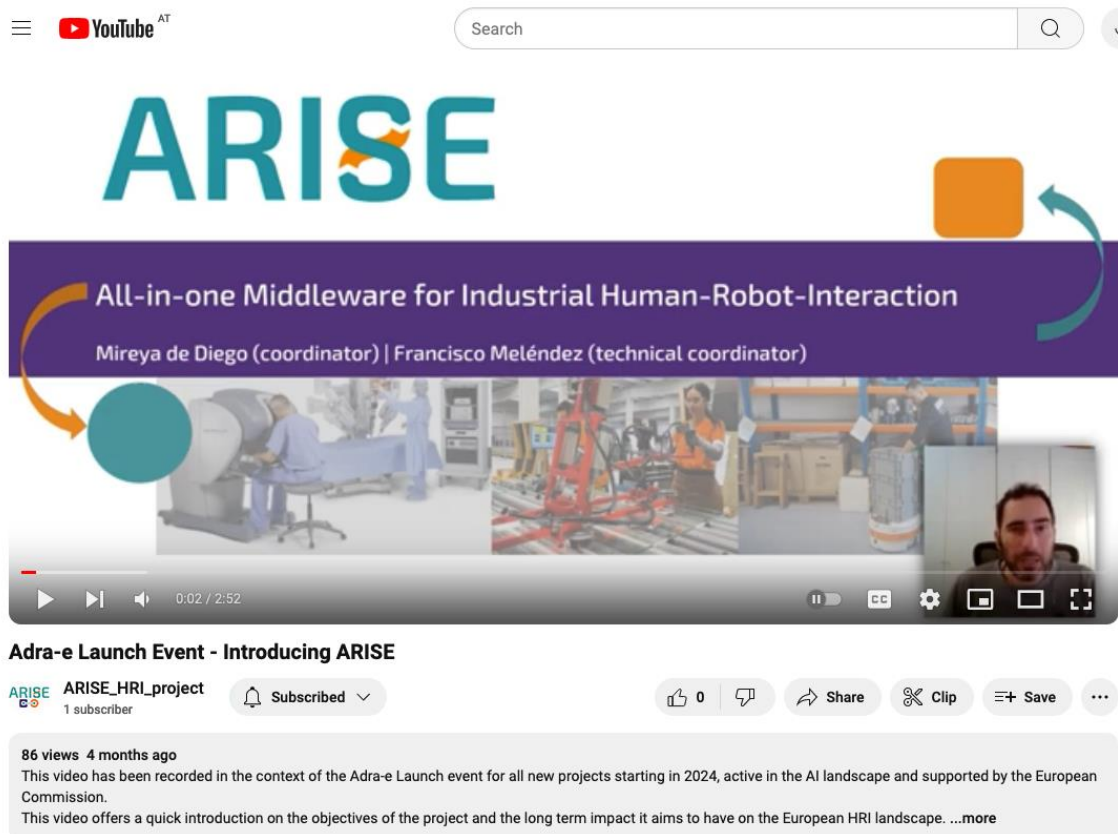 YouTube AT
Search
ARISE
All-in-one Middleware for Industrial Human-Robot-Interaction
Mireya de Diego (coordinator) | Francisco Meléndez (technical coordinator)
0:02 / 2:52
CC
Adra-e Launch Event - Introducing ARISE
ARISE
ARISE_HRI_project
1 subscriber
Subscribed
0
Share
Clip
Save
86 views 4 months ago
This video has been recorded in the context of the Adra-e Launch event for all new projects starting in 2024, active in the AI landscape and supported by the European
Commission.
This video offers a quick introduction on the objectives of the project and the long term impact it aims to have on the European HRI landscape. ...more